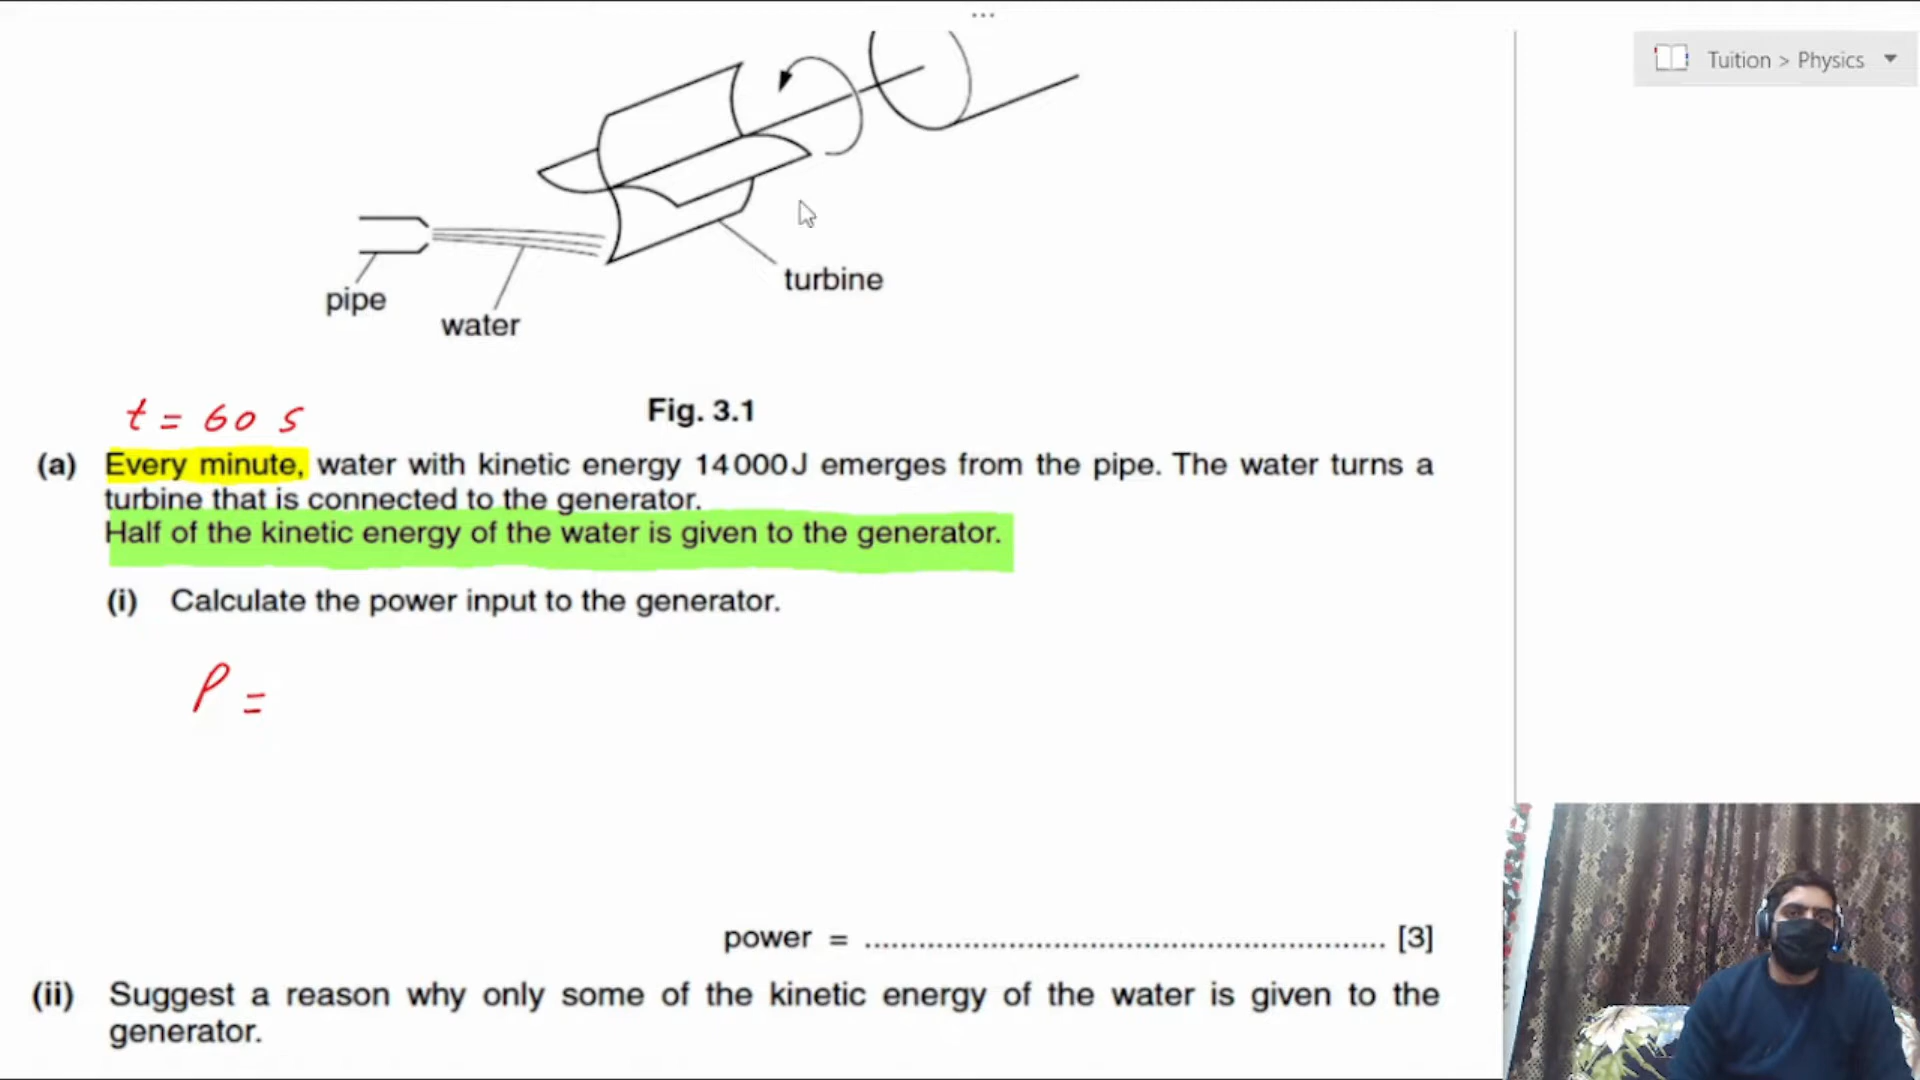 ...
Tuition > Physics
pipe
water
turbine
t = 60 s
Fig. 3.1
(a) Every minute, water with kinetic energy 14 000 J emerges from the pipe. The water turns a
turbine that is connected to the generator.
Half of the kinetic energy of the water is given to the generator.
(i) Calculate the power input to the generator.
P =
power = ........................................................... [3]
(ii) Suggest a reason why only some of the kinetic energy of the water is given to the
generator.